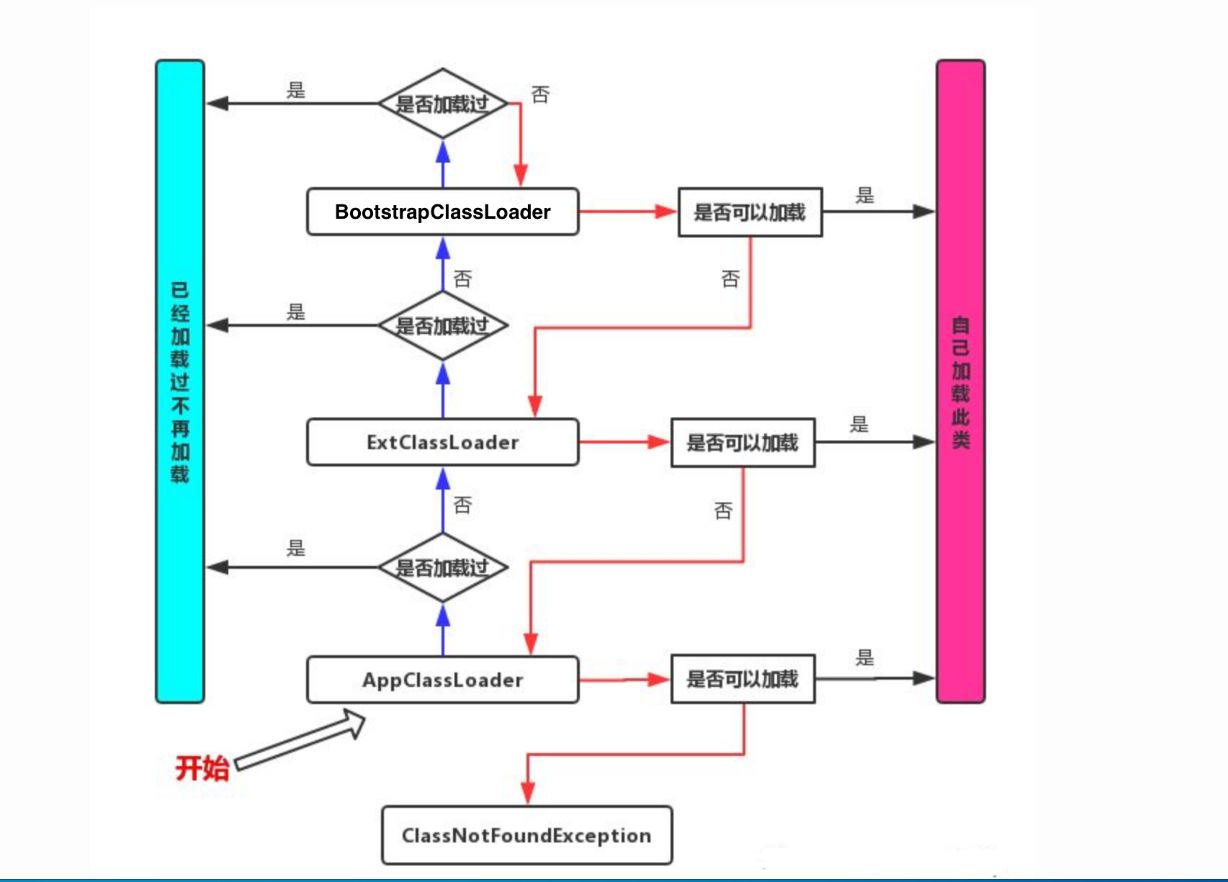 是
是否加载过
否
BootstrapClassLoader
是否可以加载
是
否
否
是
是否加载过
已经加载过不再加载
自己加载此类
ExtClassLoader
是否可以加载
是
否
否
是
是否加载过
AppClassLoader
是否可以加载
是
开始
ClassNotFoundException